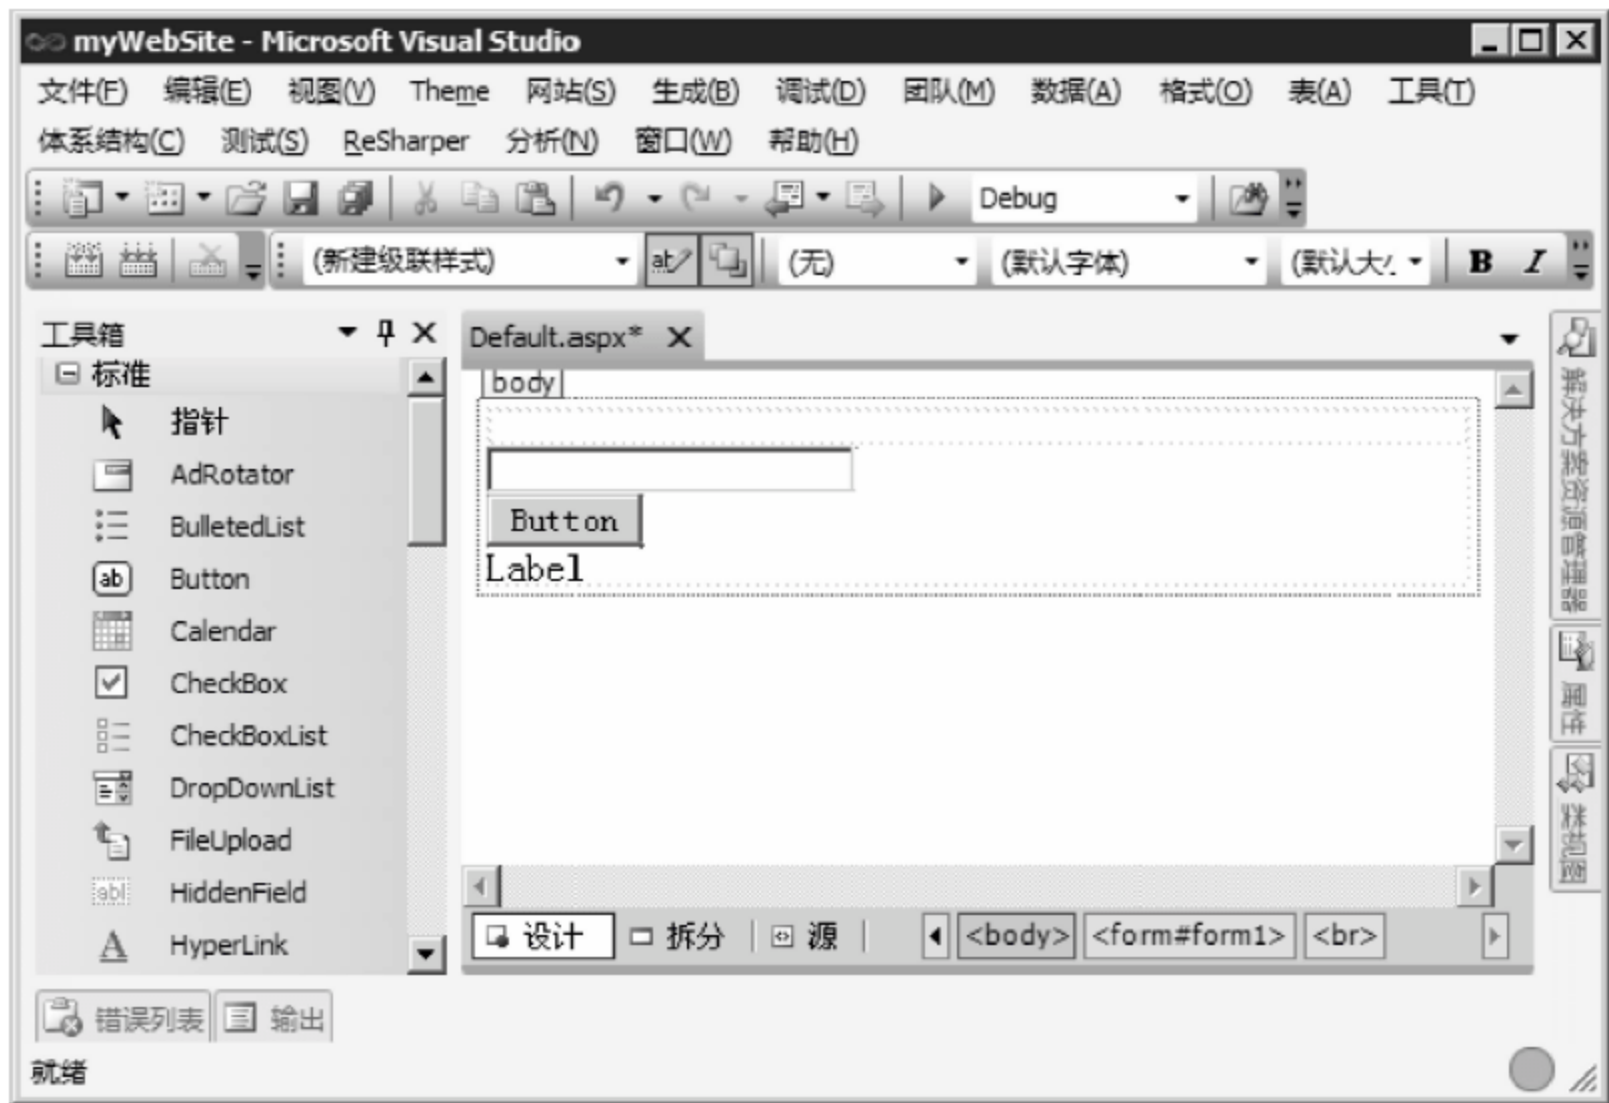 myWebSite - Microsoft Visual Studio
文件(F) 编辑(E) 视图(V) Theme 网站(S) 生成(B) 调试(D) 团队(M) 数据(A) 格式(O) 表(A) 工具(T)
体系结构(C) 测试(S) ReSharper 分析(N) 窗口(W) 帮助(H)
Debug
(新建级联样式) (无) (默认字体) (默认大 B I
工具箱
标准
指针
AdRotator
BulletedList
ab Button
Calendar
CheckBox
CheckBoxList
DropDownList
FileUpload
abl HiddenField
A HyperLink
Default.aspx*
body
Button
Label
设计 拆分 源 <body> <form#form1> <br>
解决方案资源管理器
属性
类视图
错误列表 输出
就绪